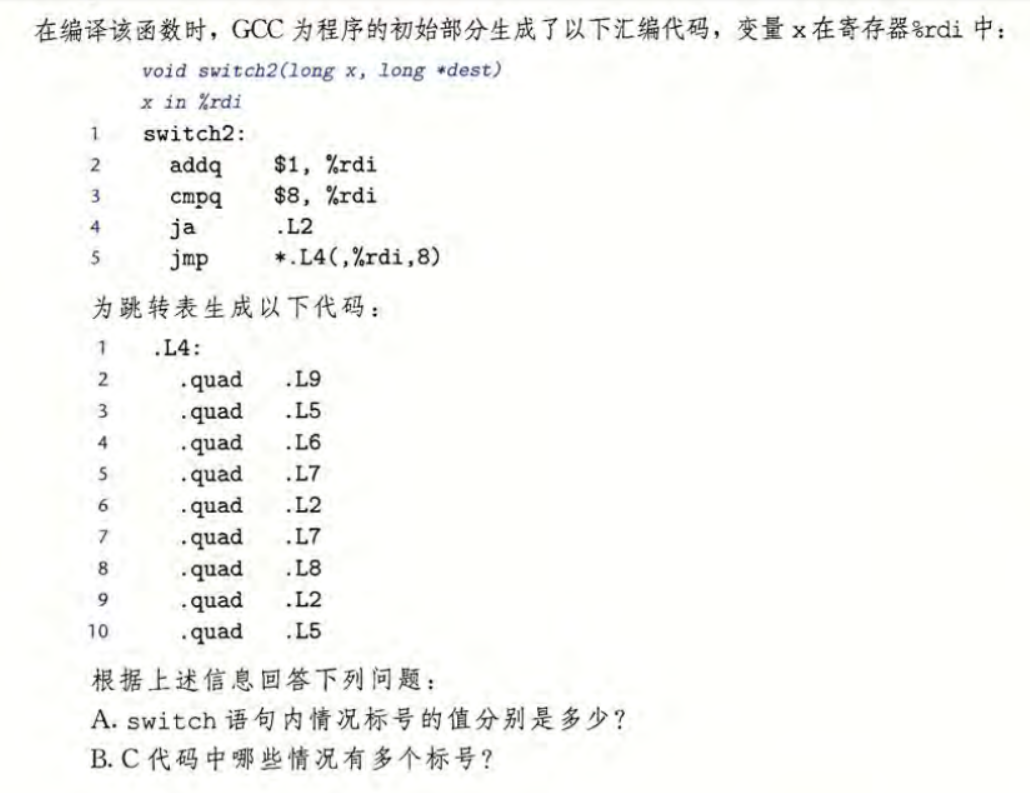 在编译该函数时，GCC 为程序的初始部分生成了以下汇编代码，变量 x 在寄存器%rdi 中：
void switch2(long x, long *dest)
x in %rdi
1 switch2:
2 addq $1, %rdi
3 cmpq $8, %rdi
4 ja .L2
5 jmp *.L4(,%rdi,8)
为跳转表生成以下代码：
1 .L4:
2 .quad .L9
3 .quad .L5
4 .quad .L6
5 .quad .L7
6 .quad .L2
7 .quad .L7
8 .quad .L8
9 .quad .L2
10 .quad .L5
根据上述信息回答下列问题：
A. switch 语句内情况标号的值分别是多少？
B. C 代码中哪些情况有多个标号？